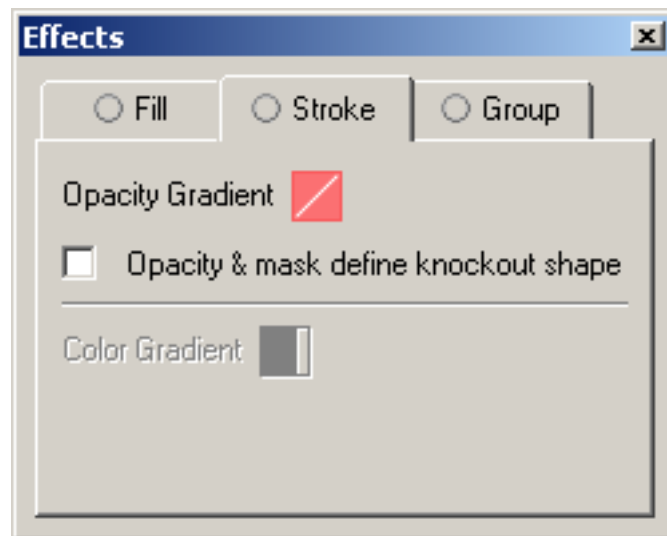 Effects
Fill Stroke Group
Opacity Gradient
Opacity & mask define knockout shape
Color Gradient